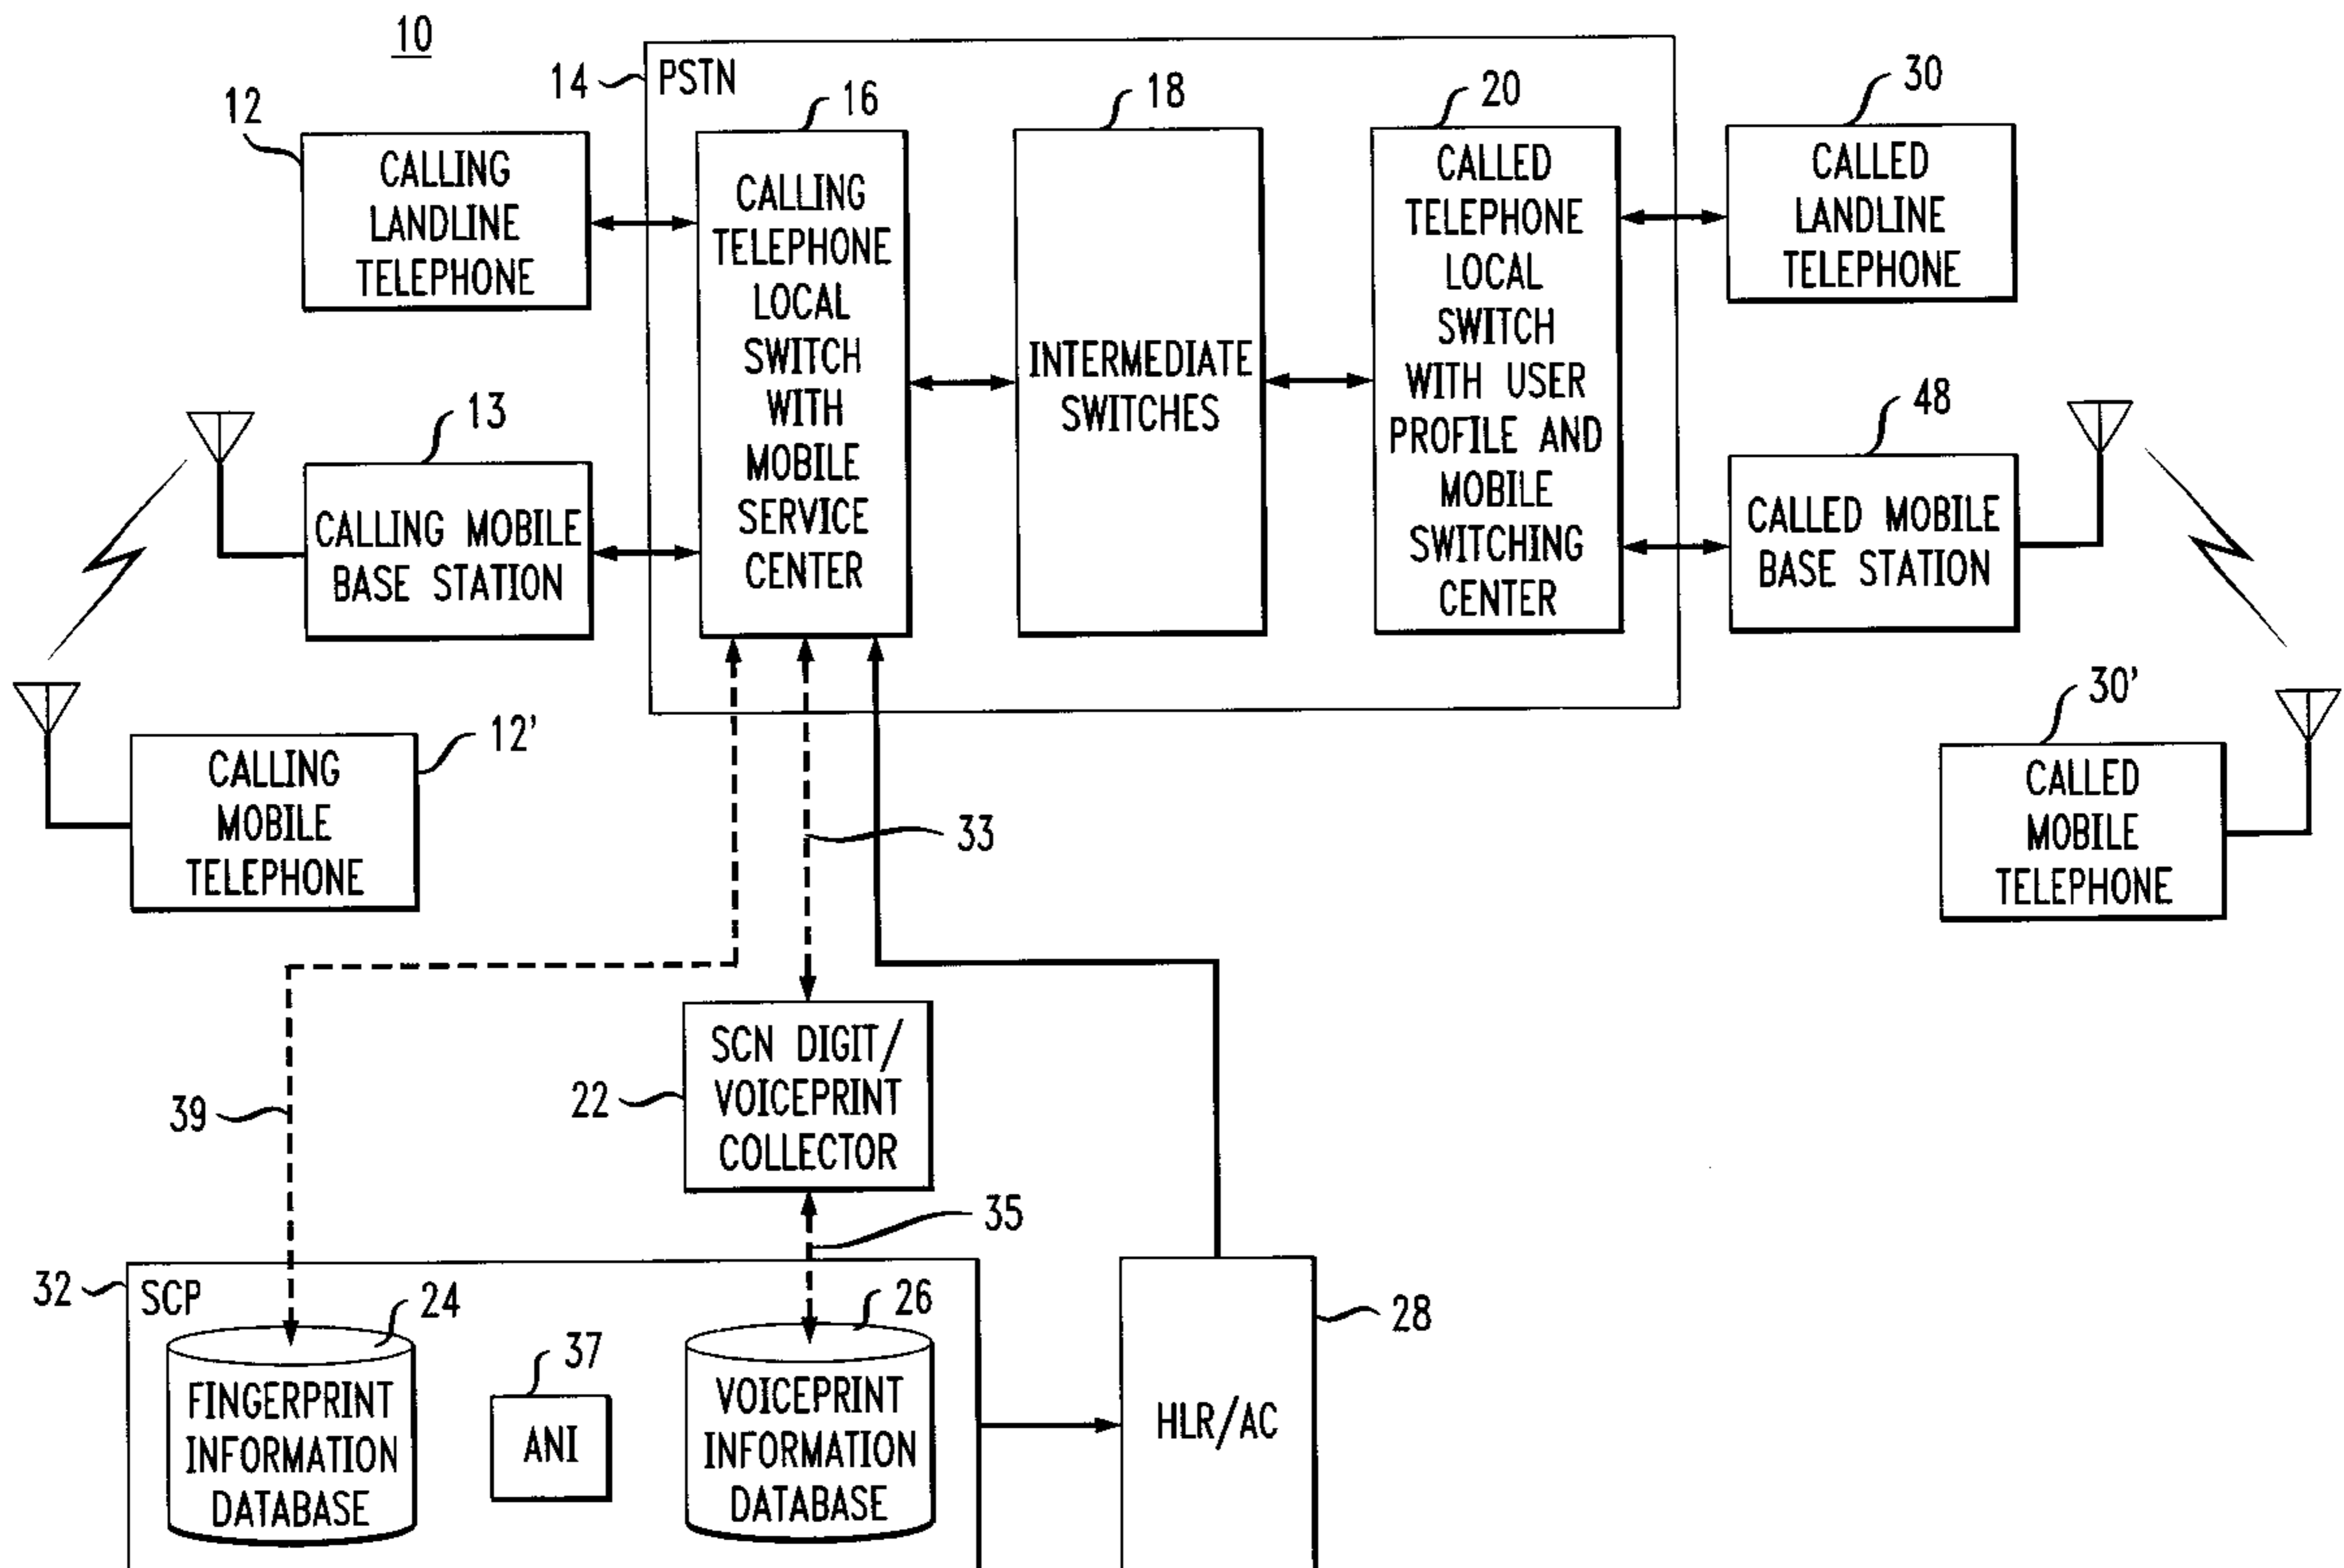 10
14
PSTN
16
18
20
30
12
CALLING
LANDLINE
TELEPHONE
CALLING
TELEPHONE
LOCAL
SWITCH
WITH
MOBILE
SERVICE
CENTER
INTERMEDIATE
SWITCHES
CALLED
TELEPHONE
LOCAL
SWITCH
WITH USER
PROFILE AND
MOBILE
SWITCHING
CENTER
CALLED
LANDLINE
TELEPHONE
13
CALLING MOBILE
BASE STATION
48
CALLED MOBILE
BASE STATION
12'
CALLING
MOBILE
TELEPHONE
30'
CALLED
MOBILE
TELEPHONE
33
39
22
SCN DIGIT/
VOICEPRINT
COLLECTOR
35
32
SCP
24
FINGERPRINT
INFORMATION
DATABASE
37
ANI
26
VOICEPRINT
INFORMATION
DATABASE
28
HLR/AC